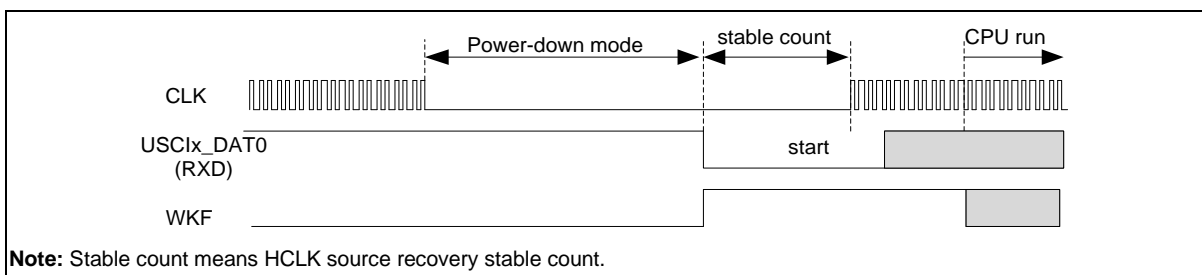 Power-down mode
stable count
CPU run
CLK
USCIx_DAT0
(RXD)
start
WKF
Note: Stable count means HCLK source recovery stable count.